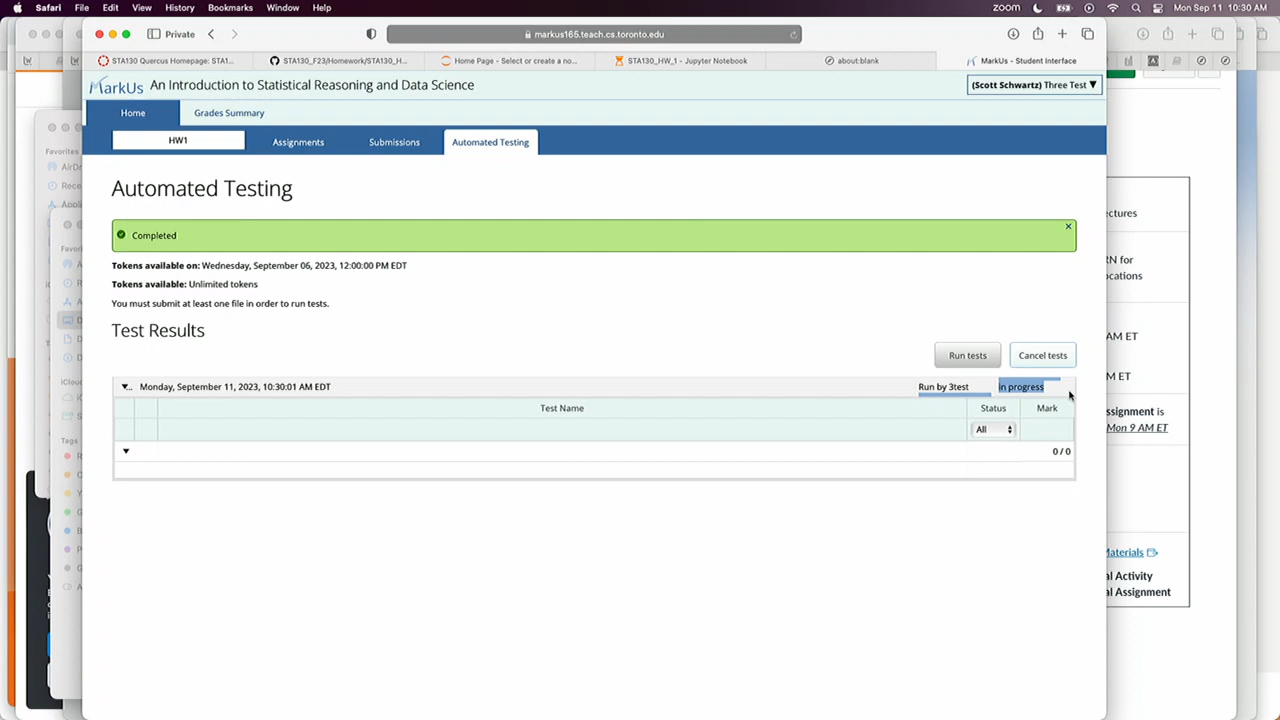 Safari File Edit View History Bookmarks Window Help
zoom Mon Sep 11 10:30 AM
Private
markus165.teach.cs.toronto.edu
STA130 Quercus Homepage: STA1...
STA130_F23/Homework/STA130_H...
Home Page - Select or create a no...
STA130_HW_1 - Jupyter Notebook
about:blank
MarkUs - Student Interface
MarkUs An Introduction to Statistical Reasoning and Data Science
(Scott Schwartz) Three Test ▼
Home Grades Summary
HW1 Assignments Submissions Automated Testing
Automated Testing
Completed
Tokens available on: Wednesday, September 06, 2023, 12:00:00 PM EDT
Tokens available: Unlimited tokens
You must submit at least one file in order to run tests.
Test Results
Run tests Cancel tests
▼... Monday, September 11, 2023, 10:30:01 AM EDT Run by 3test in progress
Test Name Status Mark
All
▼ 0 / 0
Favorites
AirDr
Rece
Appl
Favori
iCloud
Tags
ectures
RN for
ocations
AM ET
M ET
ssignment is
Mon 9 AM ET
Materials
al Activity
al Assignment